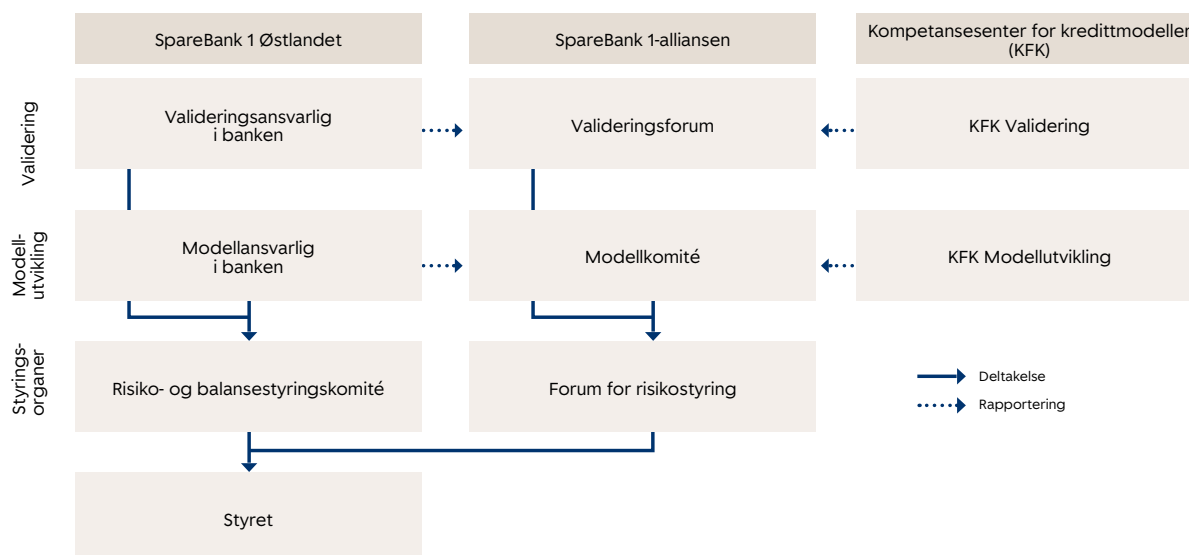 SpareBank 1 Østlandet
SpareBank 1-alliansen
Kompetansesenter for kredittmodeller
(KFK)
Validering
Valideringsansvarlig
i banken
Valideringsforum
KFK Validering
Modell-
utvikling
Modellansvarlig
i banken
Modellkomité
KFK Modellutvikling
Styrings-
organer
Risiko- og balansestyringskomité
Forum for risikostyring
Deltakelse
Rapportering
Styret